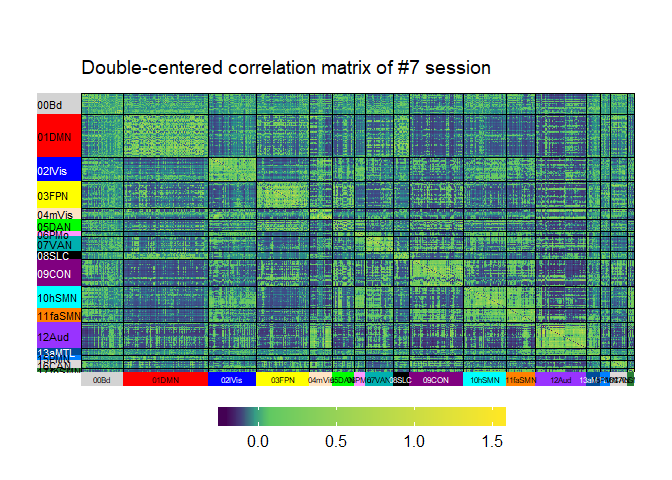 Double-centered correlation matrix of #7 session
00Bd
01DMN
02lVis
03FPN
04mVis
05DAN
06PMo
07VAN
08SLC
09CON
10hSMN
11faSMN
12Aud
13aMTL
00Bd
01DMN
02lVis
03FPN
04mVis
05DAN
07VAN
08SLC
09CON
10hSMN
11faSMN
12Aud
0.0 0.5 1.0 1.5